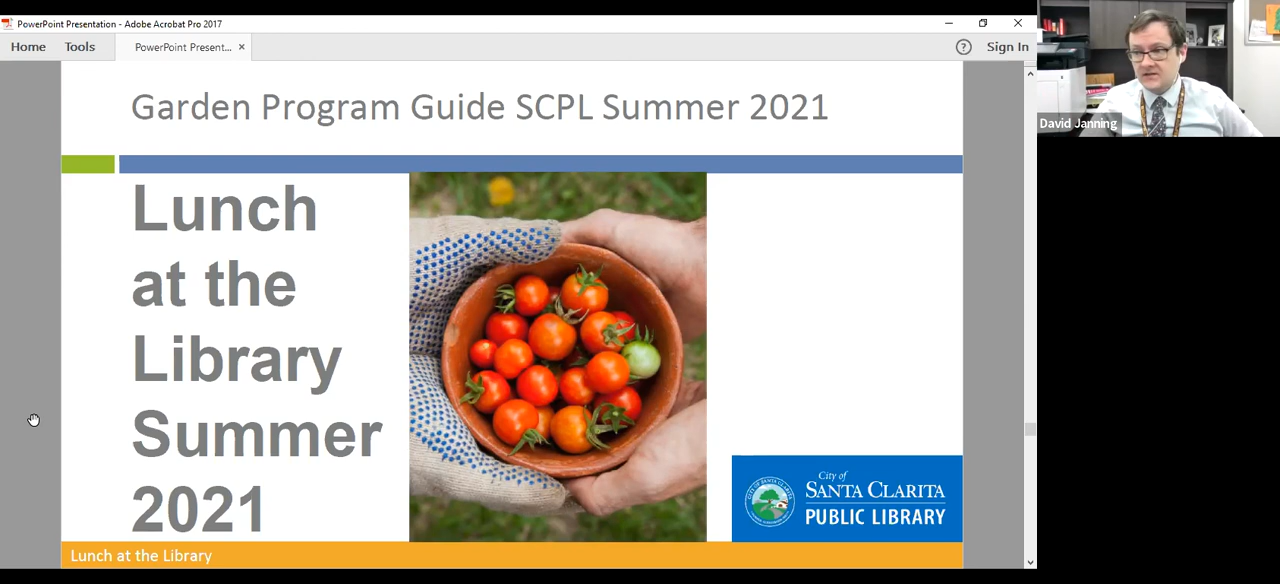 PowerPoint Presentation - Adobe Acrobat Pro 2017
Home
Tools
PowerPoint Present...
Sign In
David Janning
Garden Program Guide SCPL Summer 2021
Lunch
at the
Library
Summer
2021
City of
SANTA CLARITA
PUBLIC LIBRARY
Lunch at the Library